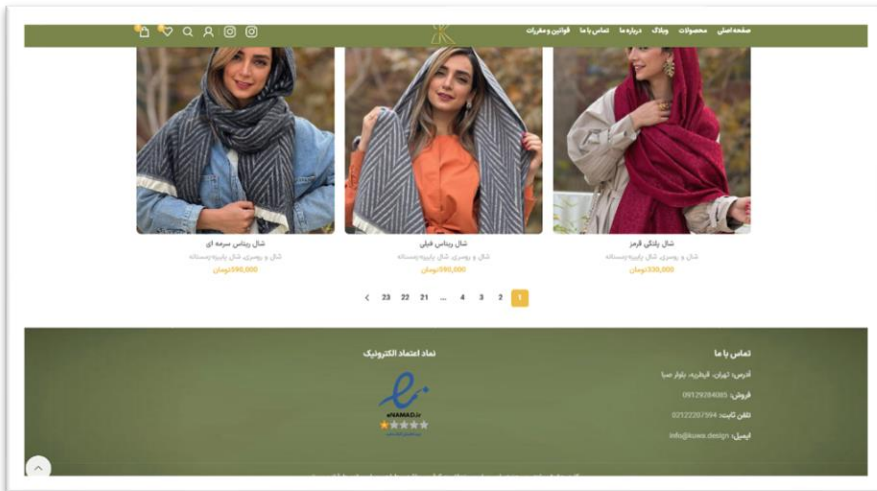 صفحه اصلی محصولات وبلاگ درباره ما تماس با ما قوانین و مقررات
شال پلنگی قرمز
شال و روسری, شال پاییزه-زمستانه
330,000تومان
شال ریناس فیلی
شال و روسری, شال پاییزه-زمستانه
590,000تومان
شال ریناس سرمه ای
شال و روسری, شال پاییزه-زمستانه
590,000تومان
1 2 3 4 ... 21 22 23
تماس با ما
آدرس: تهران، قیطریه، بلوار صبا
فروش: 09129284085
تلفن ثابت: 02122207594
ایمیل: info@kuwa.design
نماد اعتماد الکترونیک
eNAMAD.ir